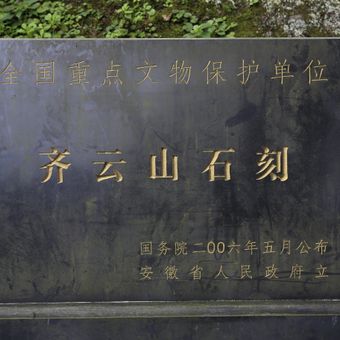 全国重点文物保护单位
齐云山石刻
国务院二00六年五月公布
安徽省人民政府立